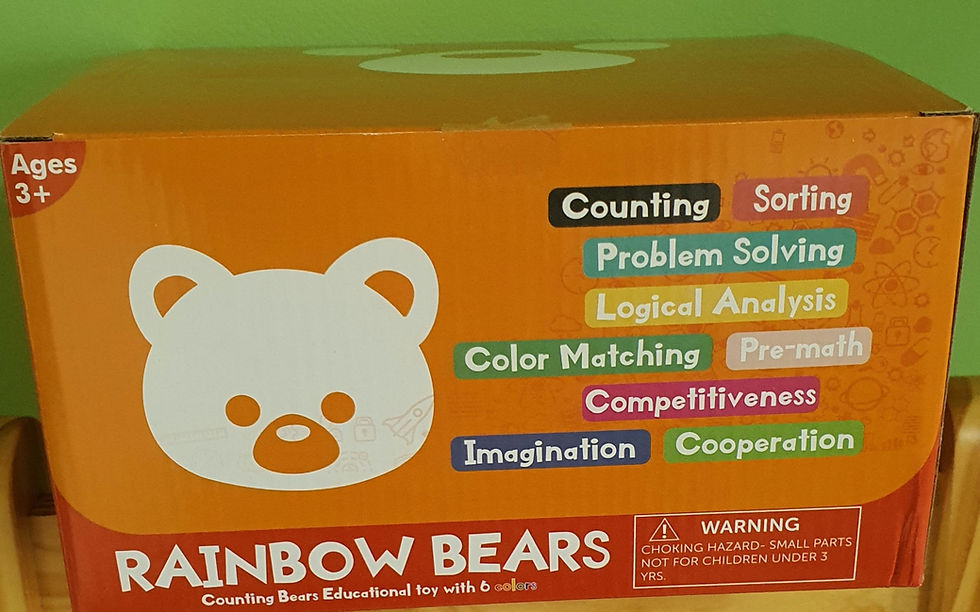 Ages
3+
Counting Sorting
Problem Solving
Logical Analysis
Color Matching Pre-math
Competitiveness
Imagination Cooperation
RAINBOW BEARS
Counting Bears Educational toy with 6 colors
WARNING
CHOKING HAZARD- SMALL PARTS
NOT FOR CHILDREN UNDER 3
YRS.